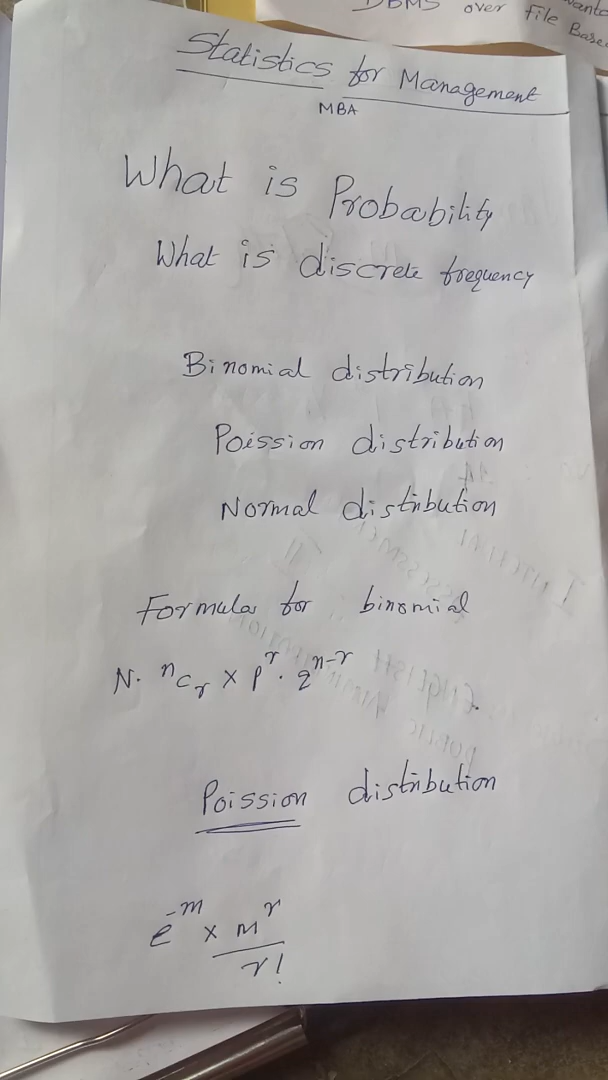 DBMS over file Base
Statistics for Management
MBA
What is Probability
What is discrete frequency
Binomial distribution
Poission distribution
Normal distribution
Formula for binomial
N. ⁿCᵣ × pʳ. qⁿ⁻ʳ
Poission distribution
e⁻ᵐ × mʳ
r!